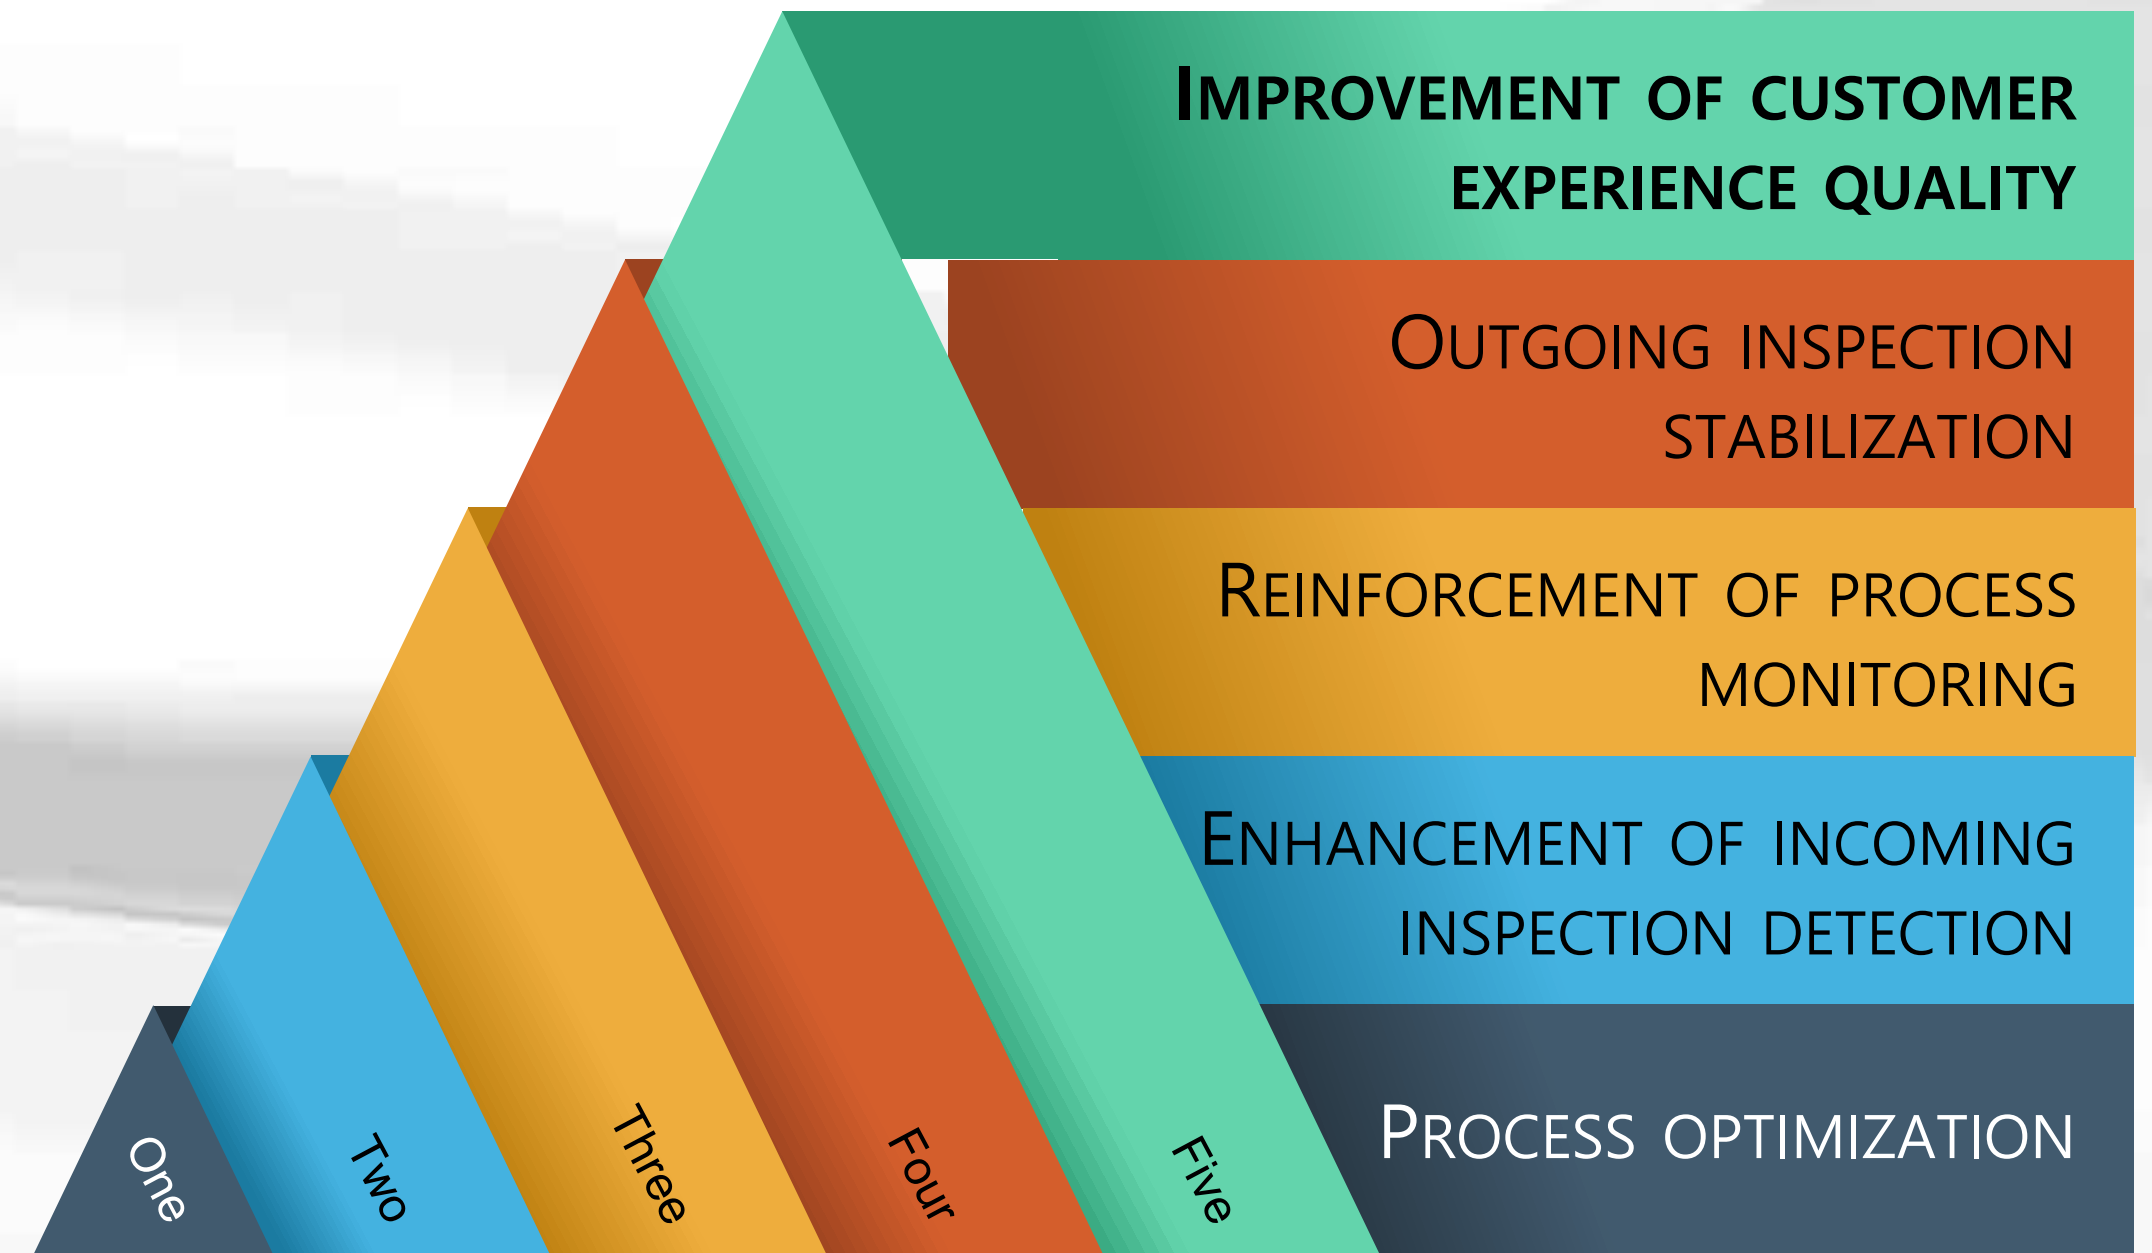 IMPROVEMENT OF CUSTOMER
EXPERIENCE QUALITY
OUTGOING INSPECTION
STABILIZATION
REINFORCEMENT OF PROCESS
MONITORING
ENHANCEMENT OF INCOMING
INSPECTION DETECTION
PROCESS OPTIMIZATION
One
Two
Three
Four
Five